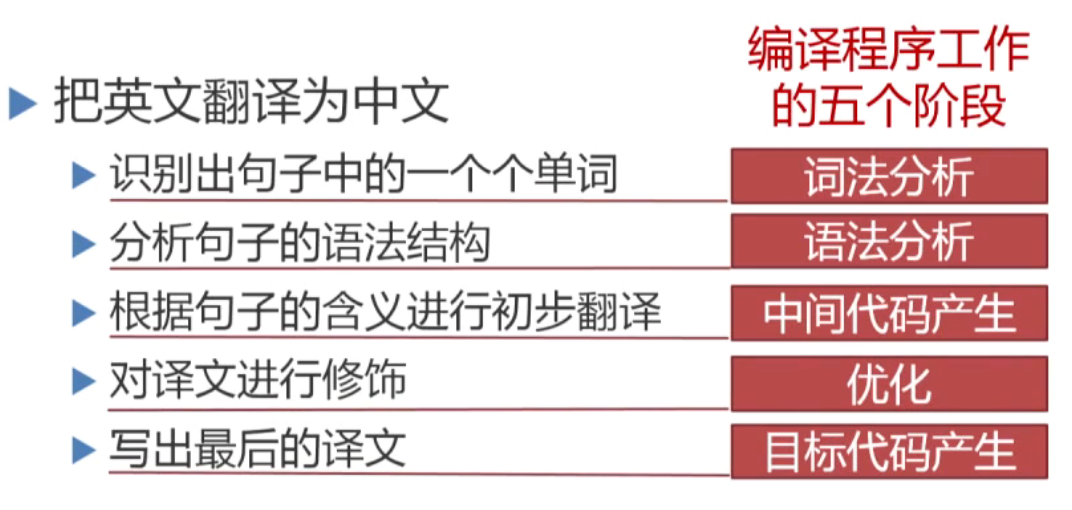 编译程序工作
的五个阶段
把英文翻译为中文
识别出句子中的一个个单词
词法分析
分析句子的语法结构
语法分析
根据句子的含义进行初步翻译
中间代码产生
对译文进行修饰
优化
写出最后的译文
目标代码产生